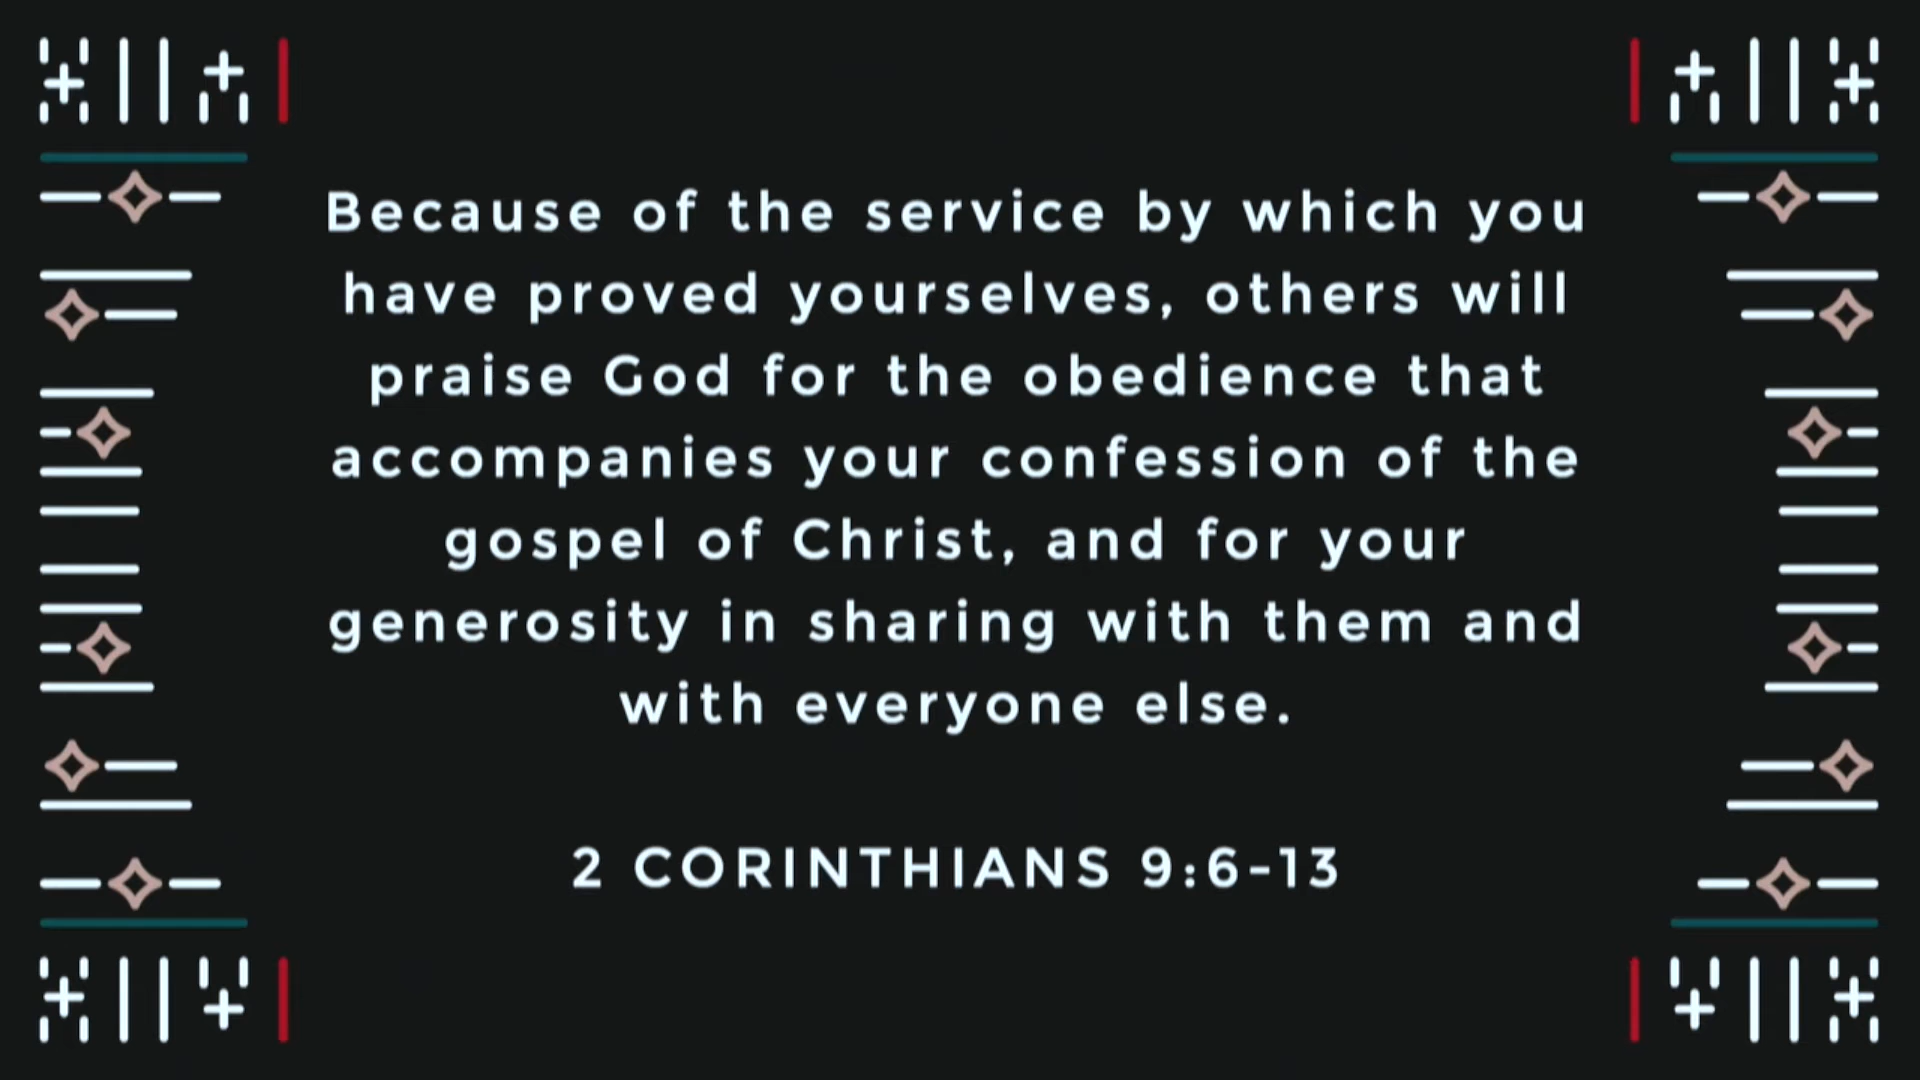 Because of the service by which you
have proved yourselves, others will
praise God for the obedience that
accompanies your confession of the
gospel of Christ, and for your
generosity in sharing with them and
with everyone else.
2 CORINTHIANS 9:6-13